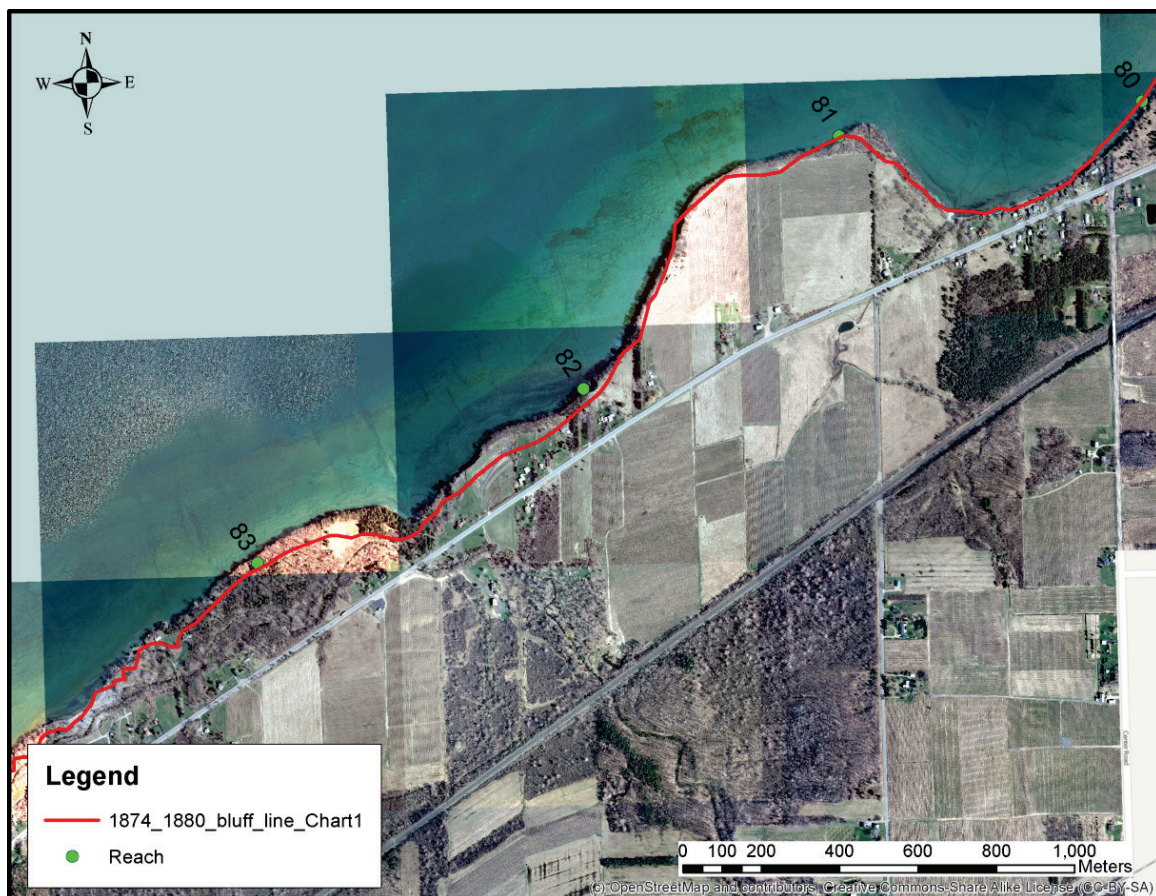 N
W E
S
80
81
82
83
Center Road
Legend
1874_1880_bluff_line_Chart1
Reach
0 100 200 400 600 800 1,000
Meters
(c) OpenStreetMap and contributors, Creative Commons-Share Alike License (CC-BY-SA)